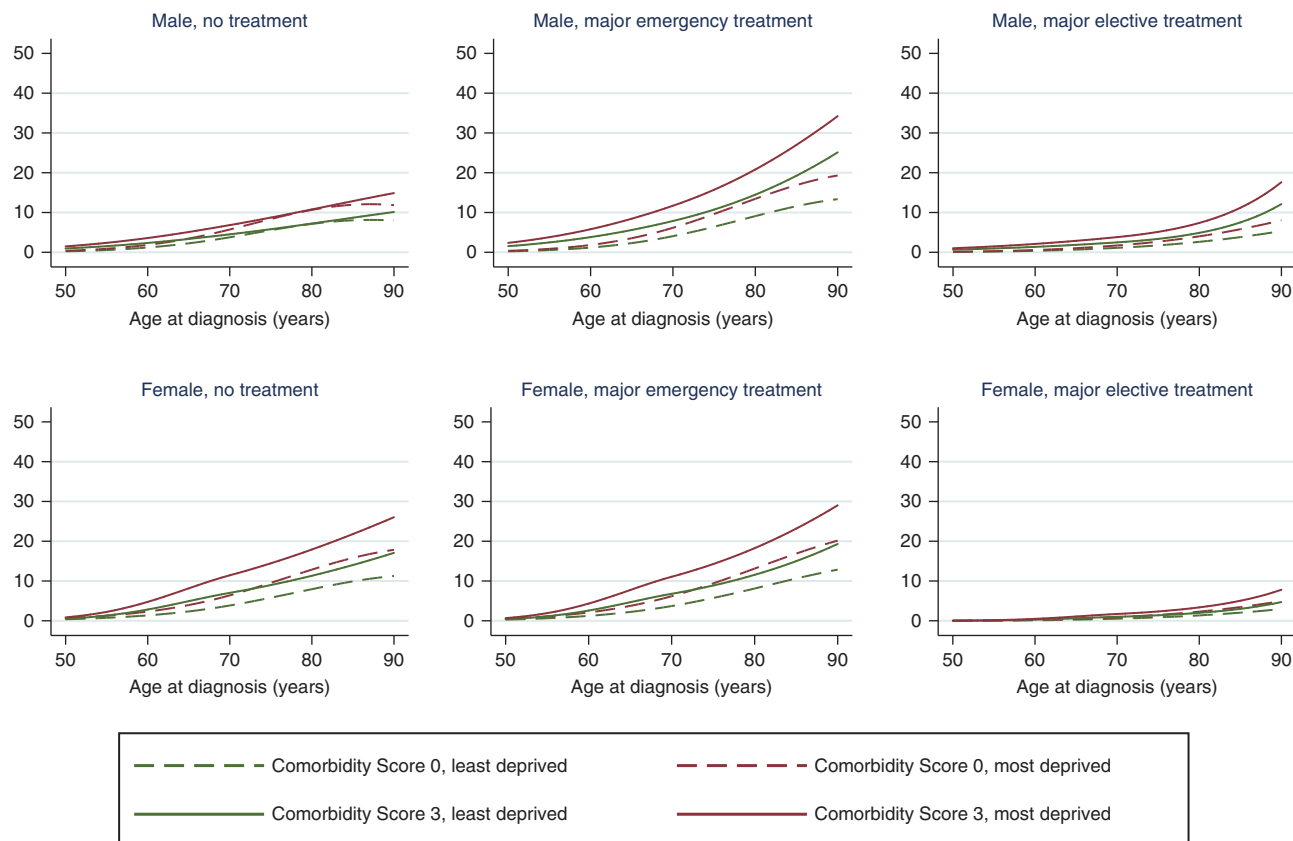 Male, no treatment
Male, major emergency treatment
Male, major elective treatment
50
40
30
20
10
0
50
40
30
20
10
0
50
40
30
20
10
0
50 60 70 80 90
50 60 70 80 90
50 60 70 80 90
Age at diagnosis (years)
Age at diagnosis (years)
Age at diagnosis (years)
Female, no treatment
Female, major emergency treatment
Female, major elective treatment
50
40
30
20
10
0
50
40
30
20
10
0
50
40
30
20
10
0
50 60 70 80 90
50 60 70 80 90
50 60 70 80 90
Age at diagnosis (years)
Age at diagnosis (years)
Age at diagnosis (years)
Comorbidity Score 0, least deprived
Comorbidity Score 0, most deprived
Comorbidity Score 3, least deprived
Comorbidity Score 3, most deprived